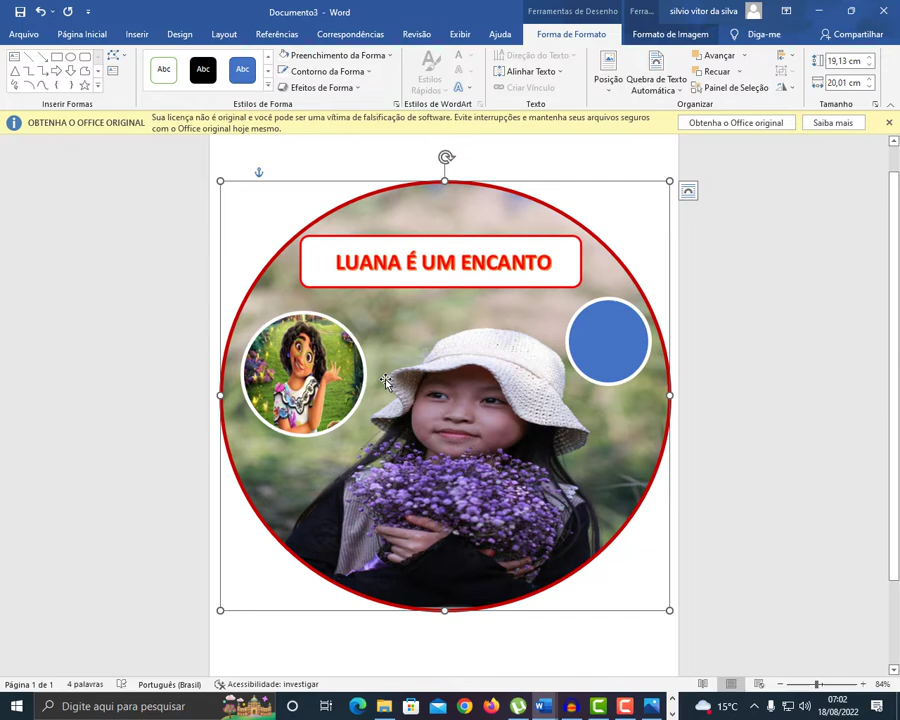 Documento3 - Word
Ferramentas de Desenho
Ferra...
silvio vitor da silva
Arquivo
Página Inicial
Inserir
Design
Layout
Referências
Correspondências
Revisão
Exibir
Ajuda
Forma de Formato
Formato de Imagem
Diga-me
Compartilhar
Abc
Abc
Abc
Preenchimento da Forma
Contorno da Forma
Efeitos de Forma
Estilos
Rápidos
Direção do Texto
Alinhar Texto
Criar Vínculo
Posição
Quebra de Texto
Automática
Avançar
Recuar
Painel de Seleção
19,13 cm
20,01 cm
Inserir Formas
Estilos de Forma
Estilos de WordArt
Texto
Organizar
Tamanho
OBTENHA O OFFICE ORIGINAL
Sua licença não é original e você pode ser uma vítima de falsificação de software. Evite interrupções e mantenha seus arquivos seguros
com o Office original hoje mesmo.
Obtenha o Office original
Saiba mais
LUANA É UM ENCANTO
Página 1 de 1
4 palavras
Português (Brasil)
Acessibilidade: investigar
84%
Digite aqui para pesquisar
15°C
07:02
18/08/2022